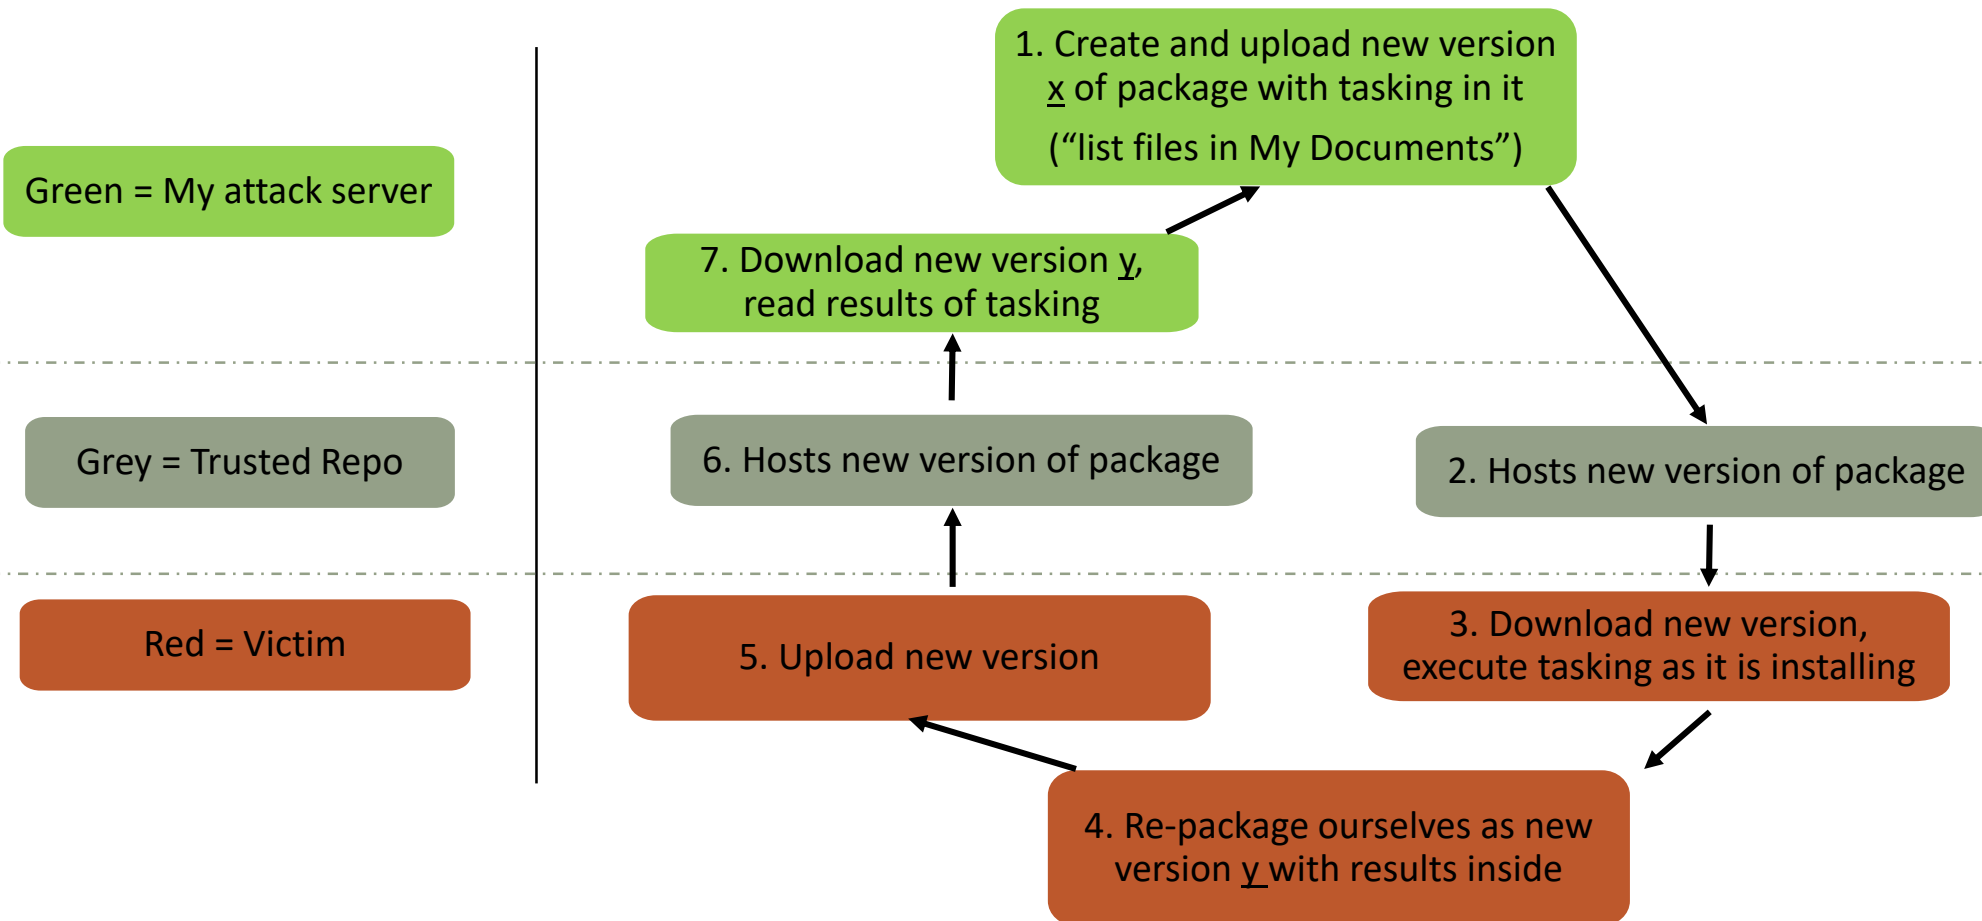 1. Create and upload new version
x of package with tasking in it
(“list files in My Documents”)
Green = My attack server
7. Download new version y,
read results of tasking
Grey = Trusted Repo
6. Hosts new version of package
2. Hosts new version of package
Red = Victim
5. Upload new version
3. Download new version,
execute tasking as it is installing
4. Re-package ourselves as new
version y with results inside